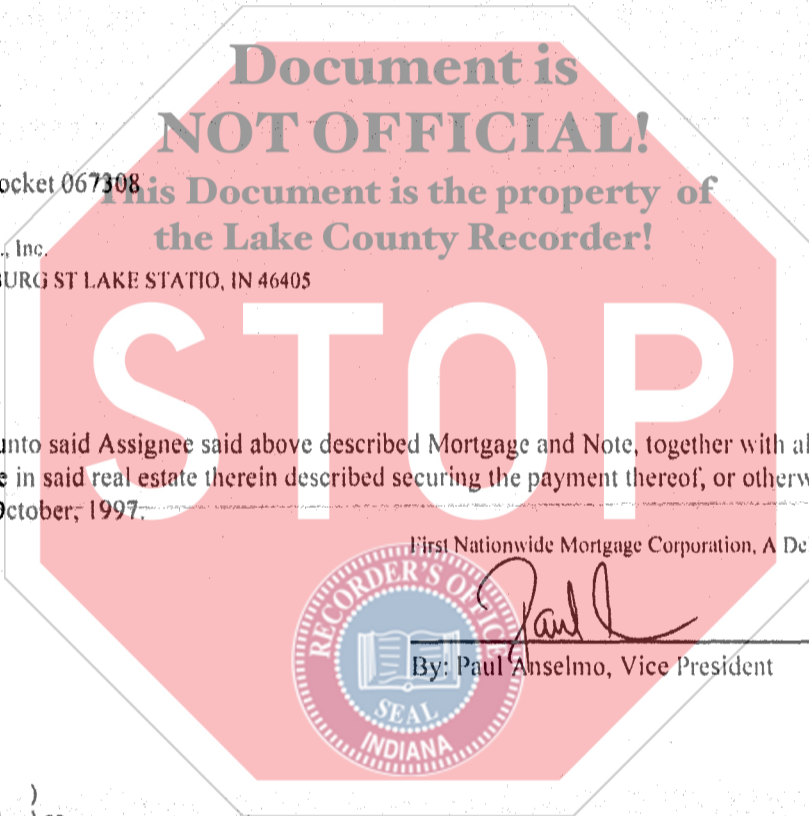 Document is
NOT OFFICIAL!
ocket 067308
This Document is the property of
the Lake County Recorder!
., Inc.
BURG ST LAKE STATIO, IN 46405
STOP
unto said Assignee said above described Mortgage and Note, together with al
e in said real estate therein described securing the payment thereof, or otherw
October, 1997.
First Nationwide Mortgage Corporation, A De
By: Paul Anselmo, Vice President
RECORDER'S OFFICE
SEAL
INDIANA
)